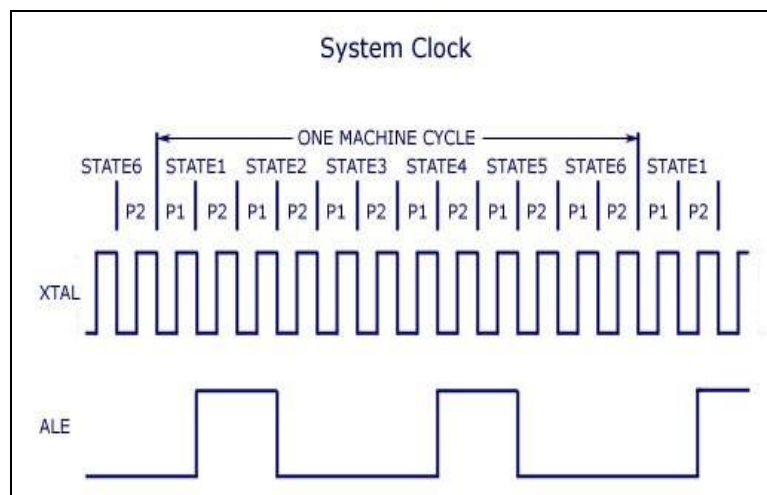 System Clock
ONE MACHINE CYCLE
STATE6 STATE1 STATE2 STATE3 STATE4 STATE5 STATE6 STATE1
P2 P1 P2 P1 P2 P1 P2 P1 P2 P1 P2 P1 P2 P1 P2
XTAL
ALE